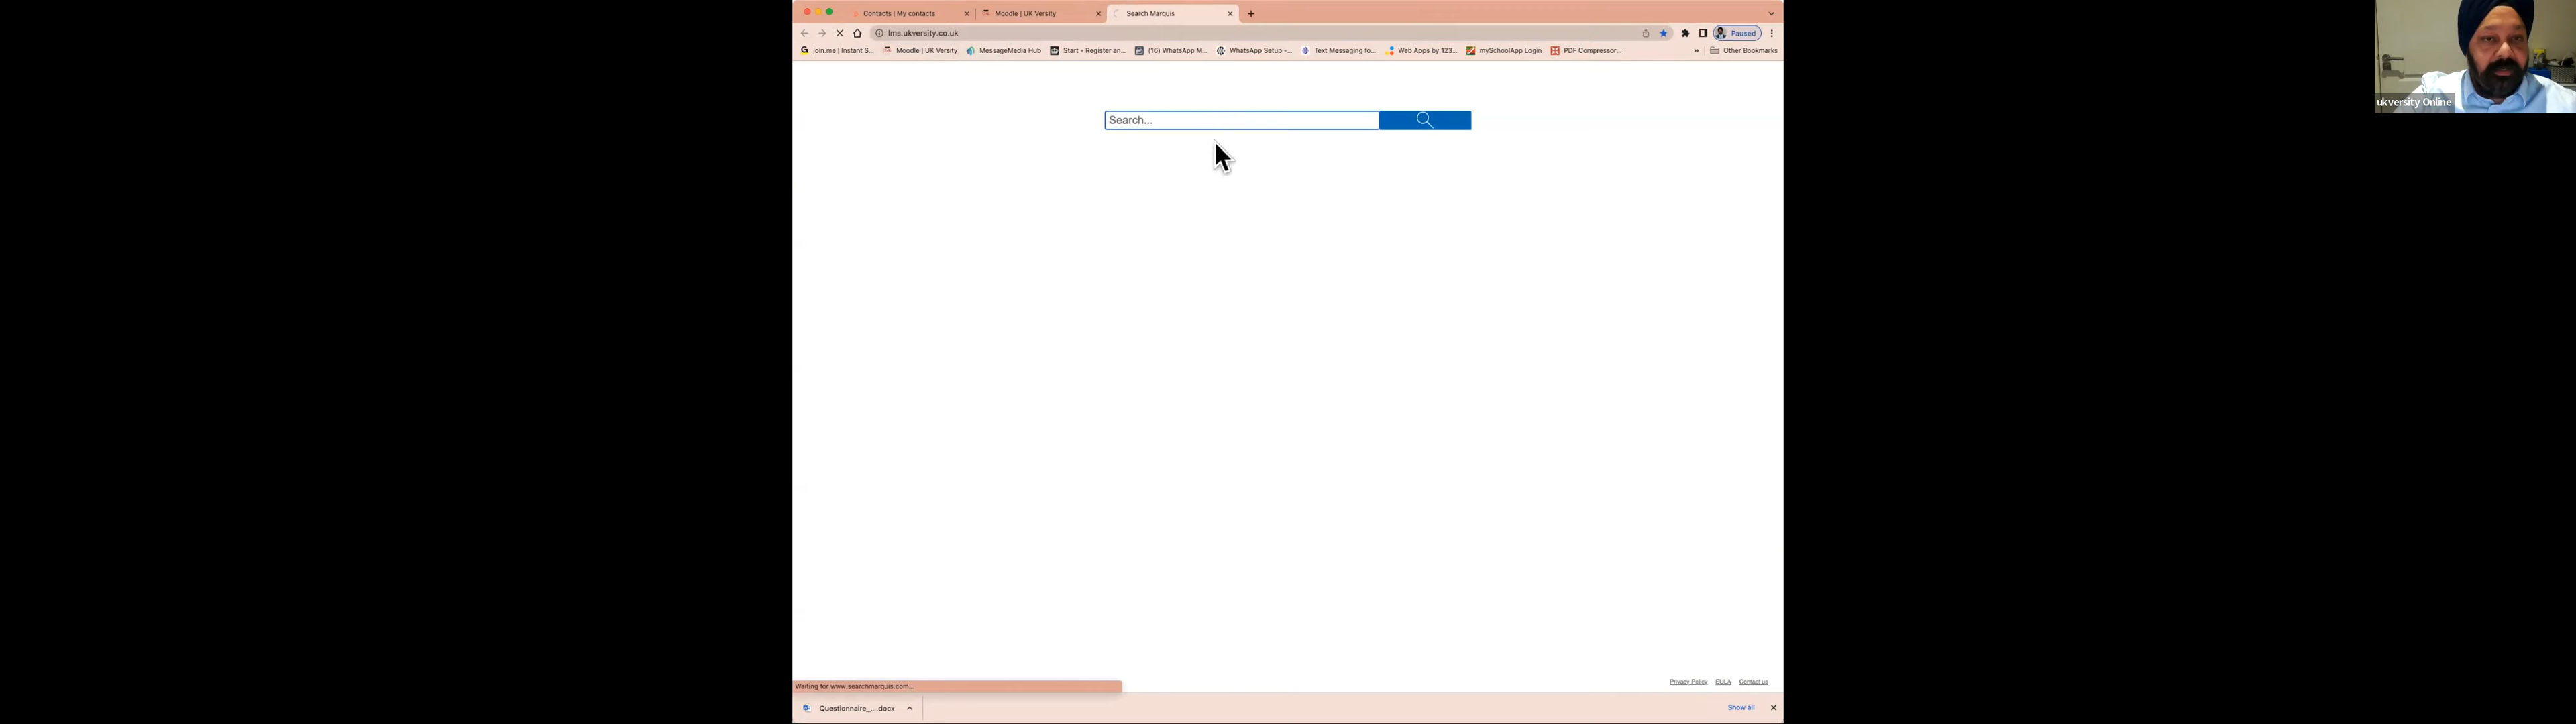 Contacts | My contacts
Moodle | UK Versity
Search Marquis
lms.ukversity.co.uk
Paused
join.me | Instant S...
Moodle | UK Versity
MessageMedia Hub
Start - Register an...
(16) WhatsApp M...
WhatsApp Setup -...
Text Messaging fo...
Web Apps by 123...
mySchoolApp Login
PDF Compressor...
»
Other Bookmarks
ukversity Online
Search...
Waiting for www.searchmarquis.com...
Privacy Policy
EULA
Contact us
Questionnaire_....docx
Show all